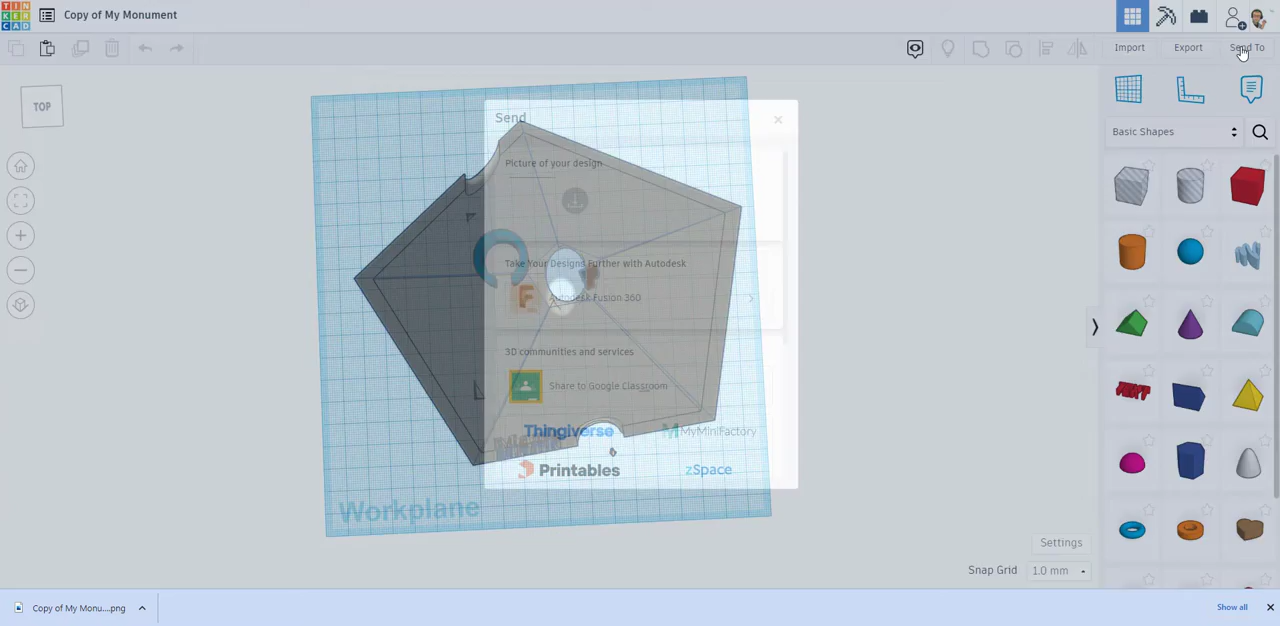 TIN
KER
CAD
Copy of My Monument
Import
Export
Send To
TOP
Basic Shapes
Send
Picture of your design
Take Your Designs Further with Autodesk
Autodesk Fusion 360
3D communities and services
Share to Google Classroom
Thingiverse
MyMiniFactory
Printables
zSpace
Workplane
TEXT
Settings
Snap Grid
1.0 mm
Copy of My Monu....png
Show all